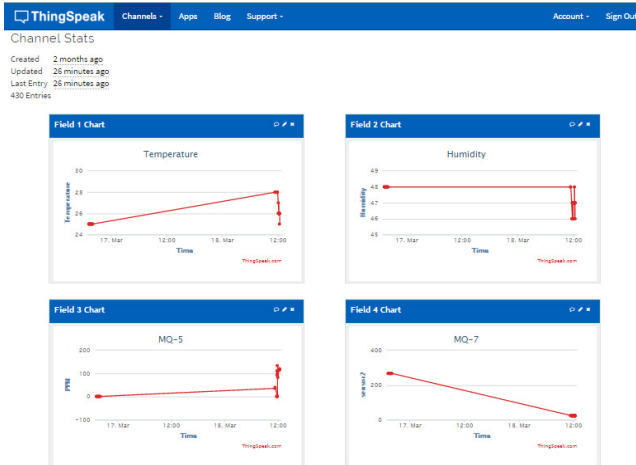 ThingSpeak Channels Apps Blog Support Account Sign Out
Channel Stats
Created 2 months ago
Updated 26 minutes ago
Last Entry 26 minutes ago
430 Entries
Field 1 Chart
Temperature
30
28
26
24
Temperature
17. Mar 12:00 18. Mar 12:00
Time
ThingSpeak.com
Field 2 Chart
Humidity
49
48
47
46
45
Humidity
17. Mar 12:00 18. Mar 12:00
Time
ThingSpeak.com
Field 3 Chart
MQ-5
200
100
0
-100
PPM
17. Mar 12:00 18. Mar 12:00
Time
ThingSpeak.com
Field 4 Chart
MQ-7
400
200
0
sensor2
17. Mar 12:00 18. Mar 12:00
Time
ThingSpeak.com